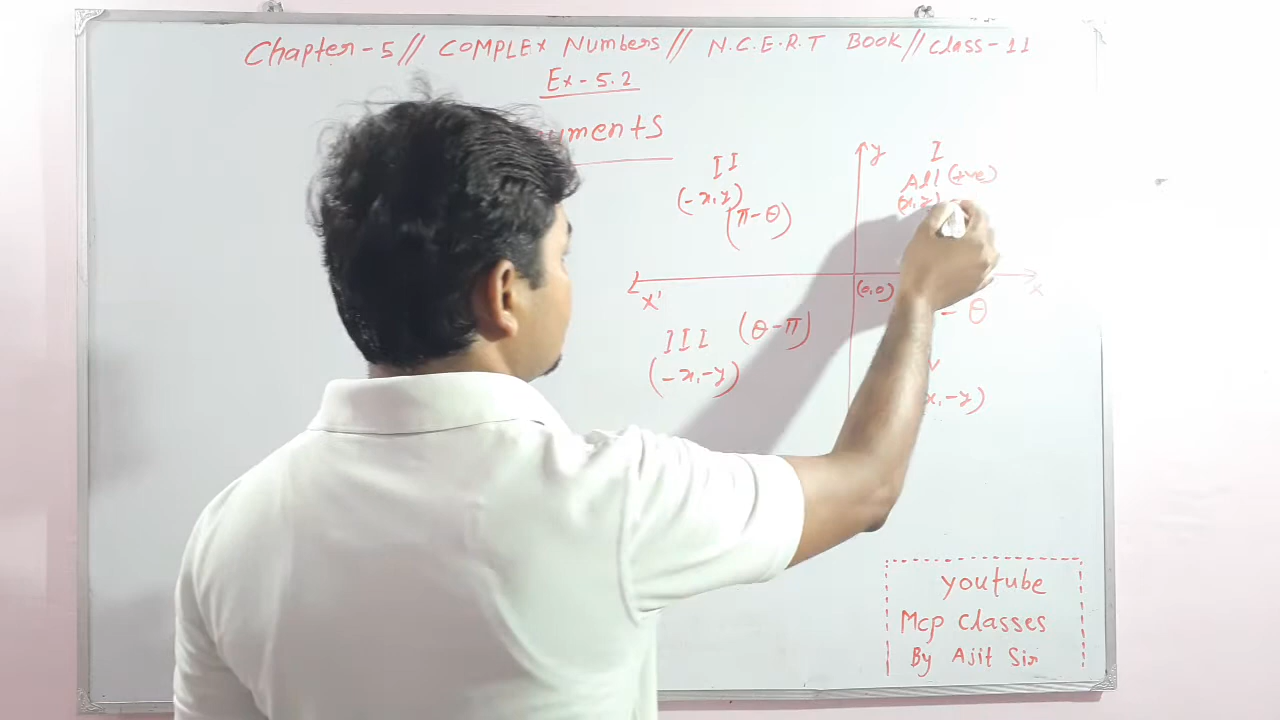 Chapter-5// COMPLEX Numbers// N.C.E.R.T BOOK//Class-11
Ex-5.2
uments
II
(-x,y)
(π-θ)
y
I
All (+ve)
(x,y)
X'
(0,0)
x
III (θ-π)
(-x,-y)
-θ
V
x,-y)
youtube
Mcp Classes
By Ajit Sir